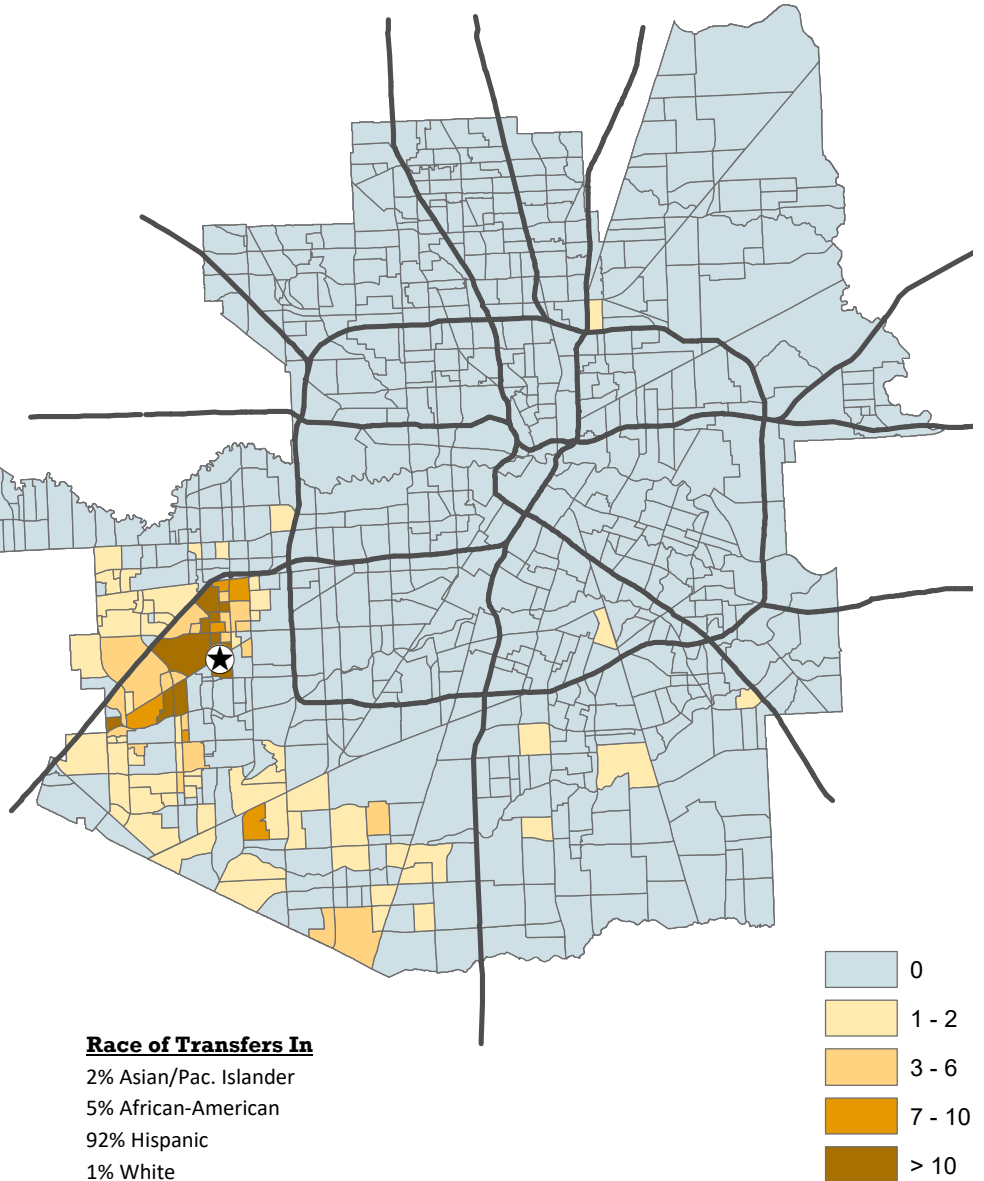 0
1 - 2
3 - 6
7 - 10
> 10
Race of Transfers In
2% Asian/Pac. Islander
5% African-American
92% Hispanic
1% White